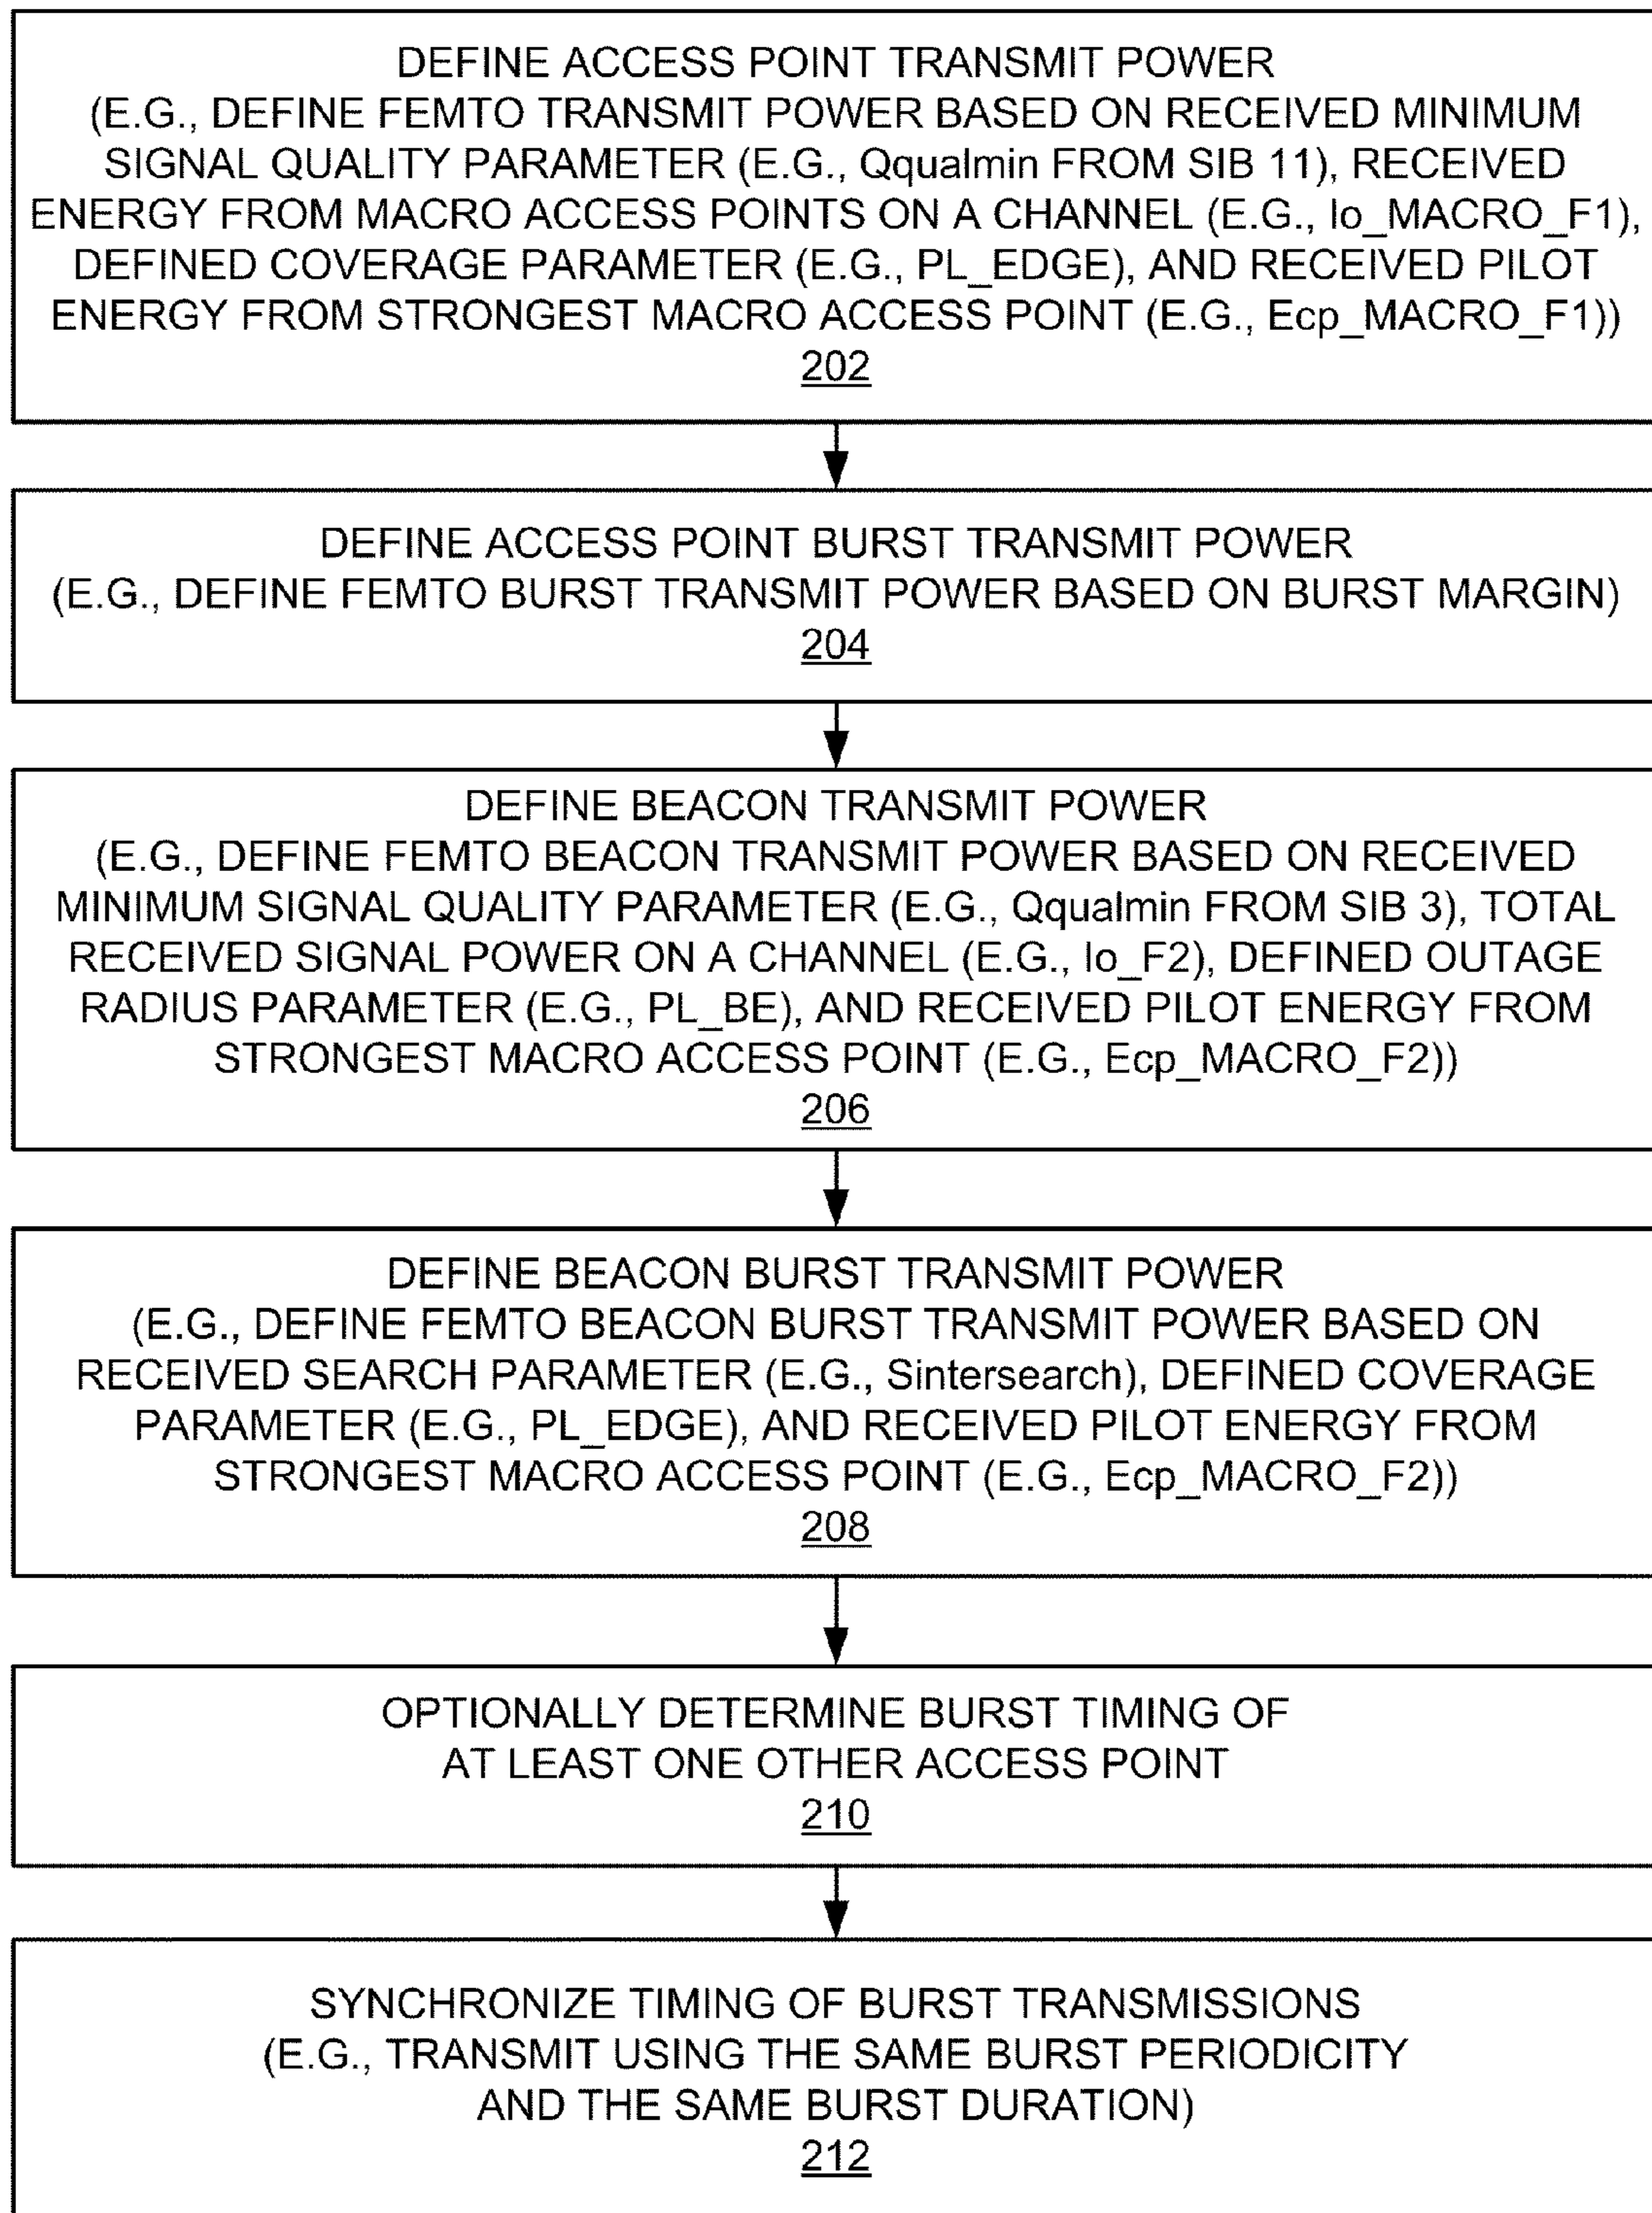 DEFINE ACCESS POINT TRANSMIT POWER
(E.G., DEFINE FEMTO TRANSMIT POWER BASED ON RECEIVED MINIMUM
SIGNAL QUALITY PARAMETER (E.G., Qqualmin FROM SIB 11), RECEIVED
ENERGY FROM MACRO ACCESS POINTS ON A CHANNEL (E.G., Io_MACRO_F1),
DEFINED COVERAGE PARAMETER (E.G., PL_EDGE), AND RECEIVED PILOT
ENERGY FROM STRONGEST MACRO ACCESS POINT (E.G., Ecp_MACRO_F1))
202
DEFINE ACCESS POINT BURST TRANSMIT POWER
(E.G., DEFINE FEMTO BURST TRANSMIT POWER BASED ON BURST MARGIN)
204
DEFINE BEACON TRANSMIT POWER
(E.G., DEFINE FEMTO BEACON TRANSMIT POWER BASED ON RECEIVED
MINIMUM SIGNAL QUALITY PARAMETER (E.G., Qqualmin FROM SIB 3), TOTAL
RECEIVED SIGNAL POWER ON A CHANNEL (E.G., Io_F2), DEFINED OUTAGE
RADIUS PARAMETER (E.G., PL_BE), AND RECEIVED PILOT ENERGY FROM
STRONGEST MACRO ACCESS POINT (E.G., Ecp_MACRO_F2))
206
DEFINE BEACON BURST TRANSMIT POWER
(E.G., DEFINE FEMTO BEACON BURST TRANSMIT POWER BASED ON
RECEIVED SEARCH PARAMETER (E.G., Sintersearch), DEFINED COVERAGE
PARAMETER (E.G., PL_EDGE), AND RECEIVED PILOT ENERGY FROM
STRONGEST MACRO ACCESS POINT (E.G., Ecp_MACRO_F2))
208
OPTIONALLY DETERMINE BURST TIMING OF
AT LEAST ONE OTHER ACCESS POINT
210
SYNCHRONIZE TIMING OF BURST TRANSMISSIONS
(E.G., TRANSMIT USING THE SAME BURST PERIODICITY
AND THE SAME BURST DURATION)
212